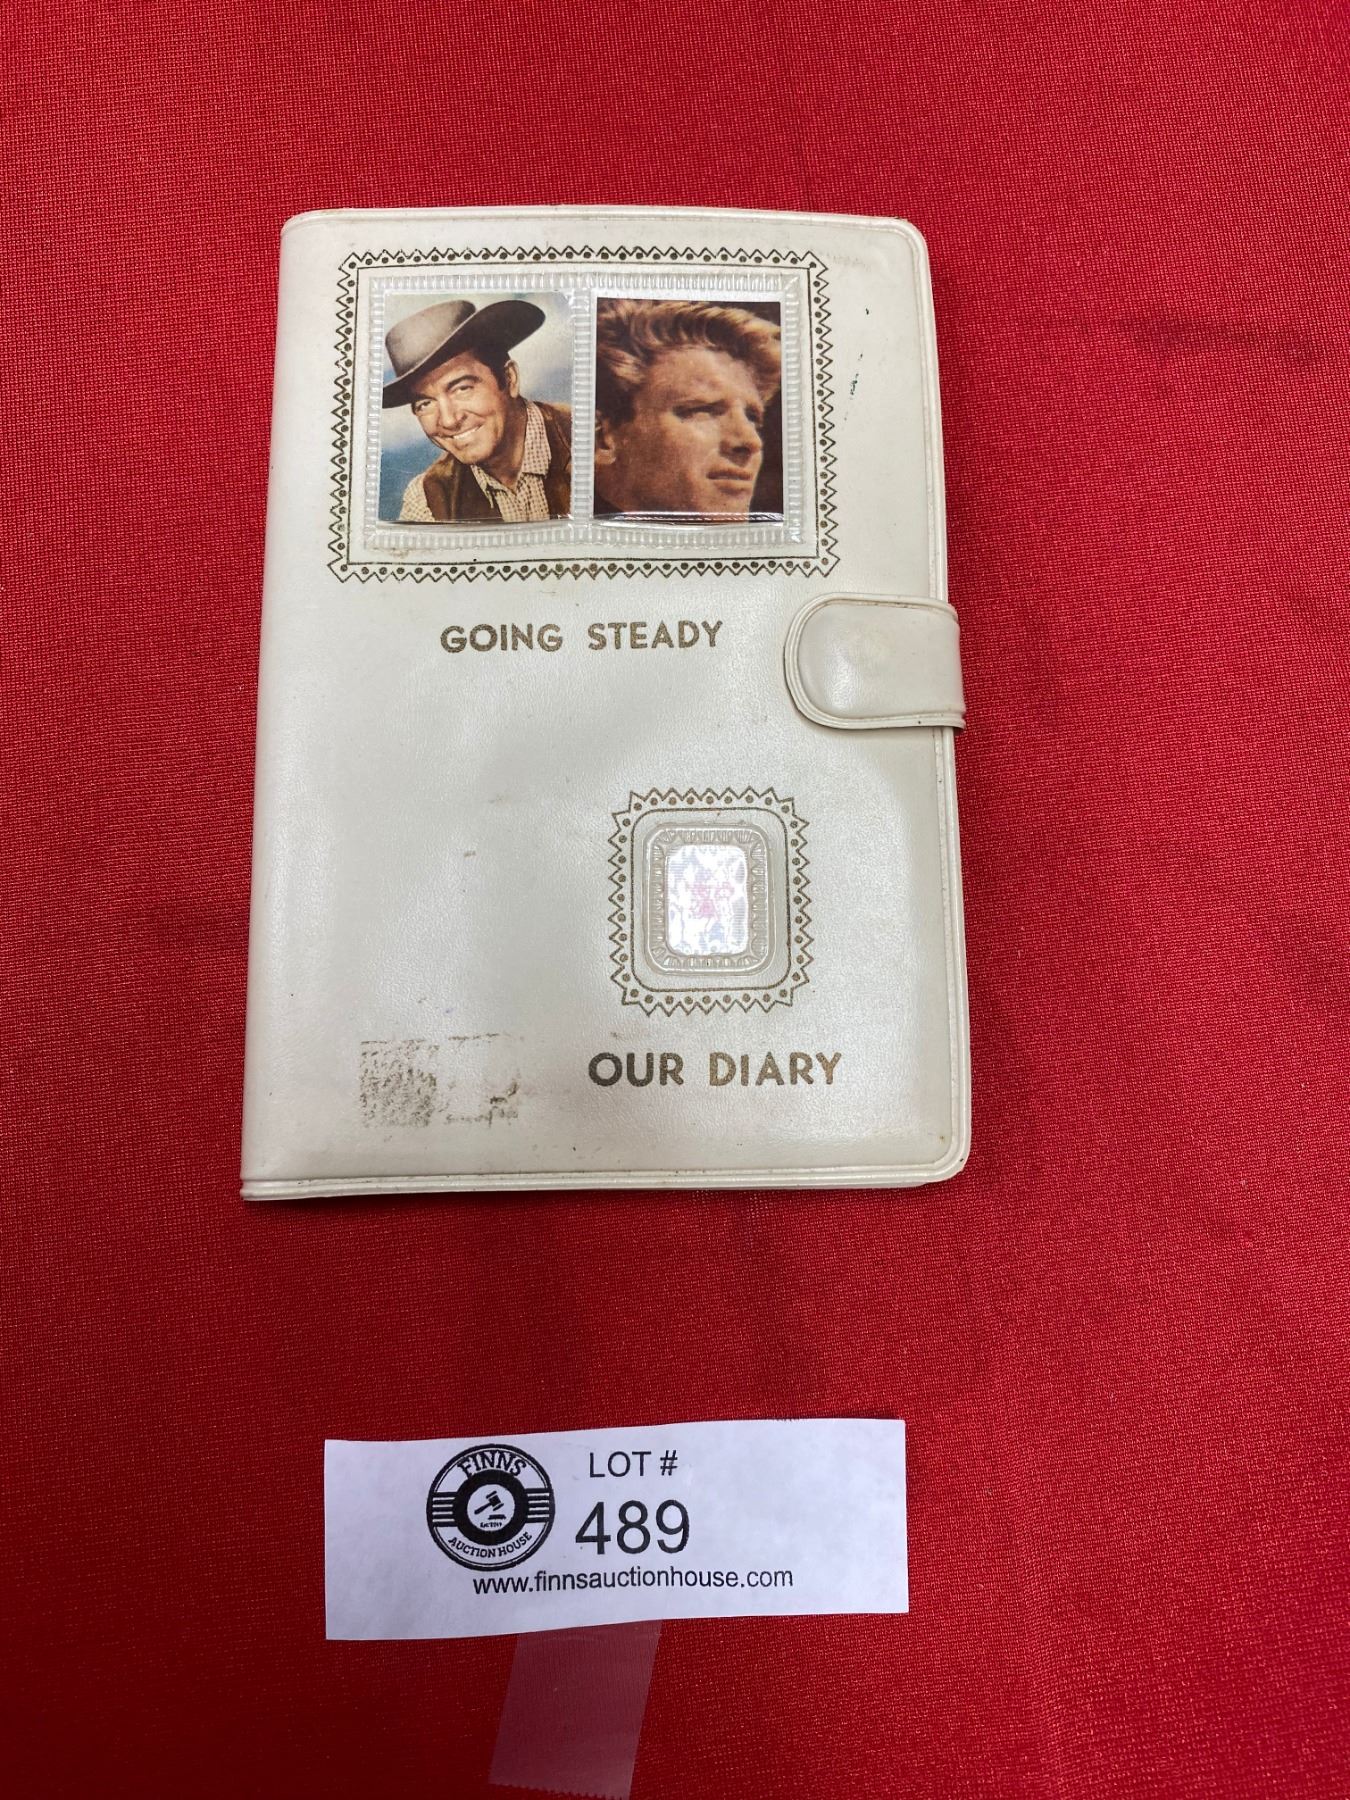 GOING STEADY
OUR DIARY
FINNS
AUCTION HOUSE
LOT #
489
www.finnsauctionhouse.com